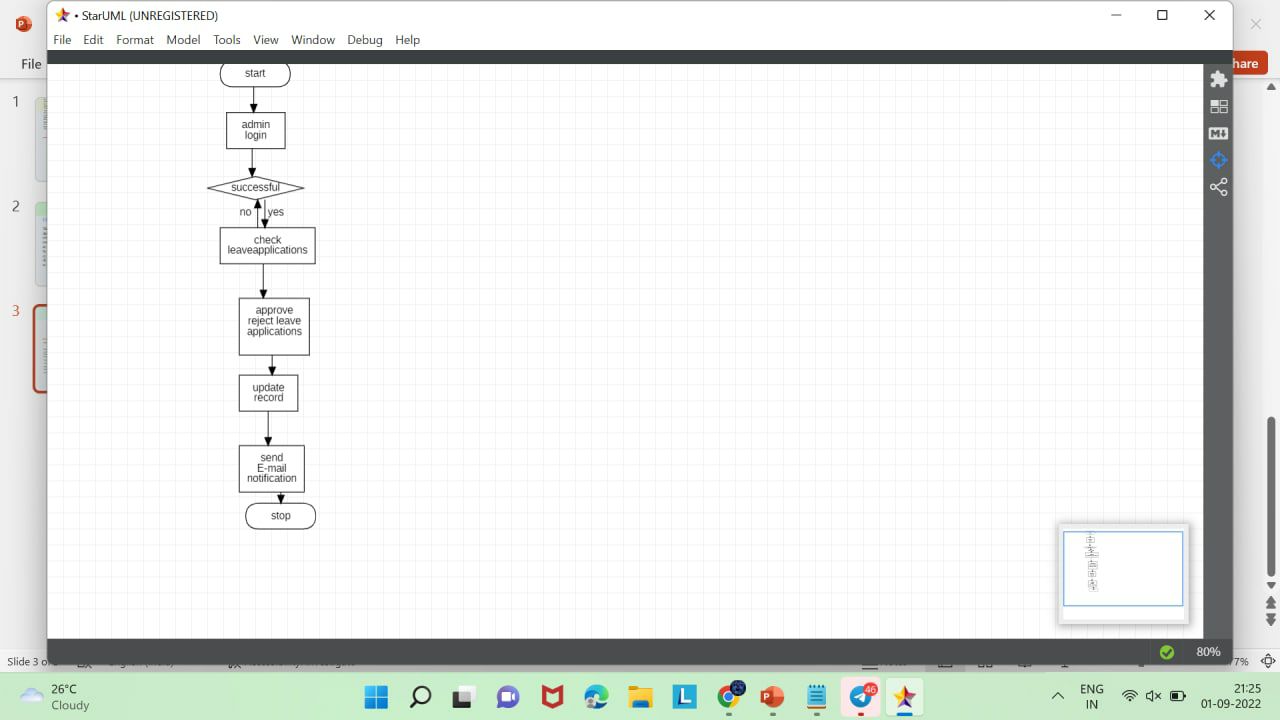 • StarUML (UNREGISTERED)
File Edit Format Model Tools View Window Debug Help
File
hare
1
2
3
start
admin
login
successful
no yes
check
leaveapplications
approve
reject leave
applications
update
record
send
E-mail
notification
stop
M
80%
Slide 3 o
7%
26°C
Cloudy
L
46
ENG
IN
21:25
01-09-2022